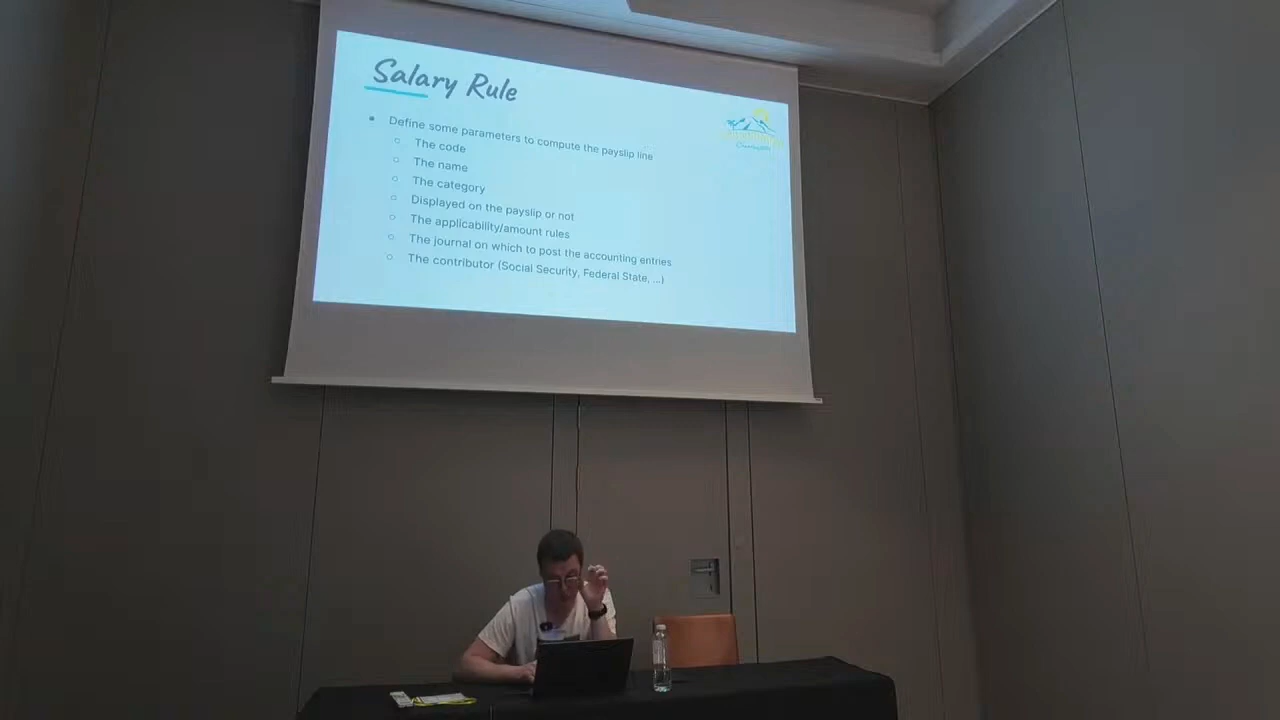 Salary Rule
● Define some parameters to compute the payslip line
○ The code
○ The name
○ The category
○ Displayed on the payslip or not
○ The applicability/amount rules
○ The journal on which to post the accounting entries
○ The contributor (Social Security, Federal State, ...)